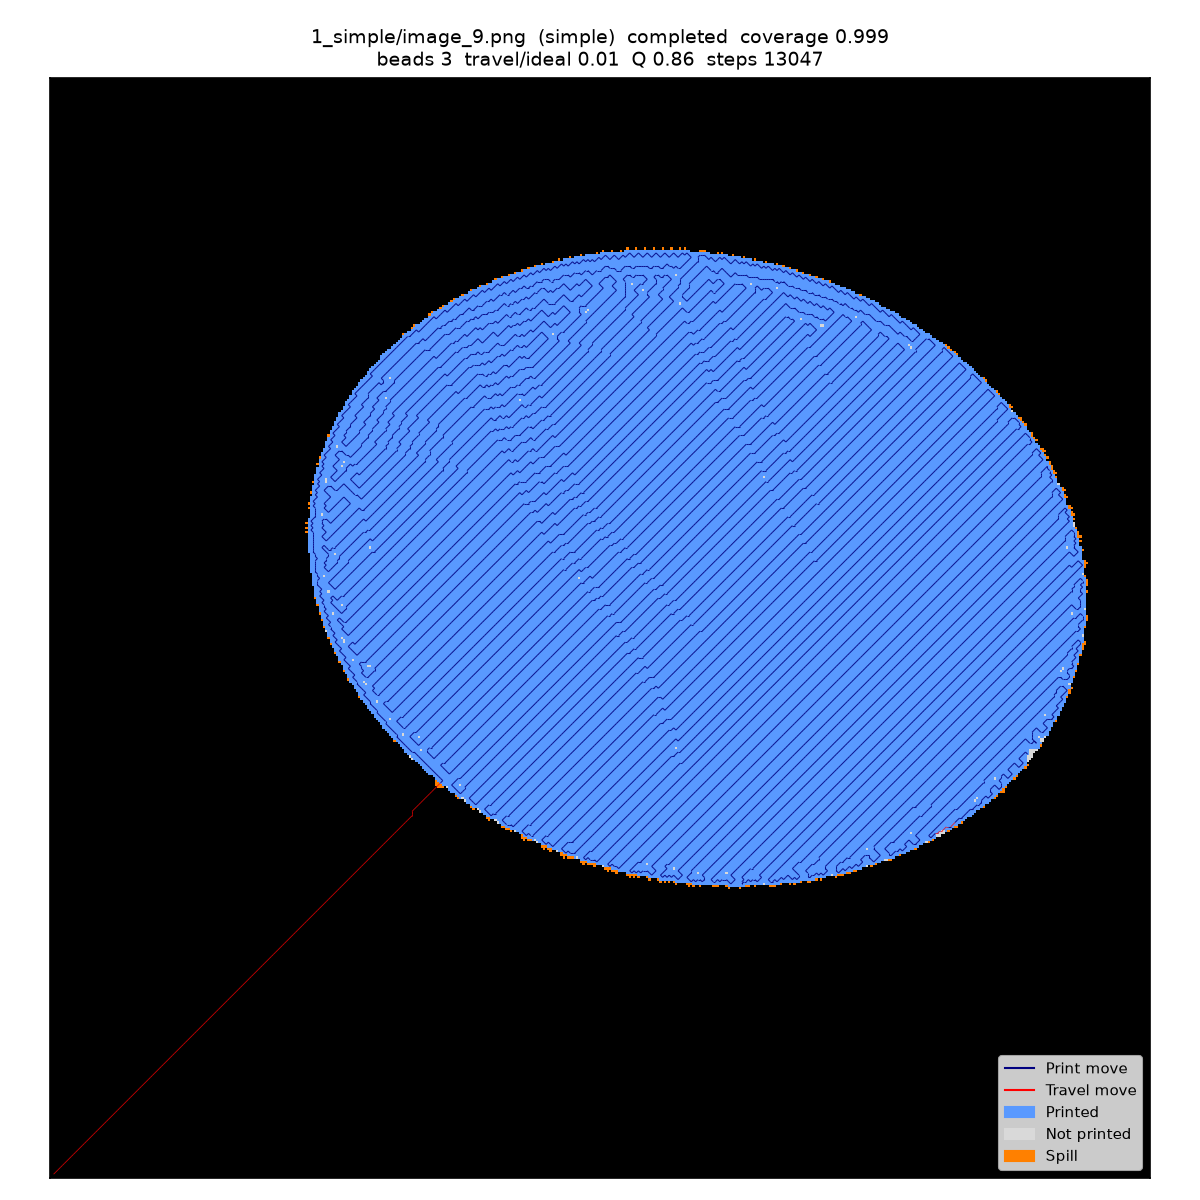 1_simple/image_9.png  (simple)  completed  coverage 0.999
beads 3  travel/ideal 0.01  Q 0.86  steps 13047
Print move
Travel move
Printed
Not printed
Spill